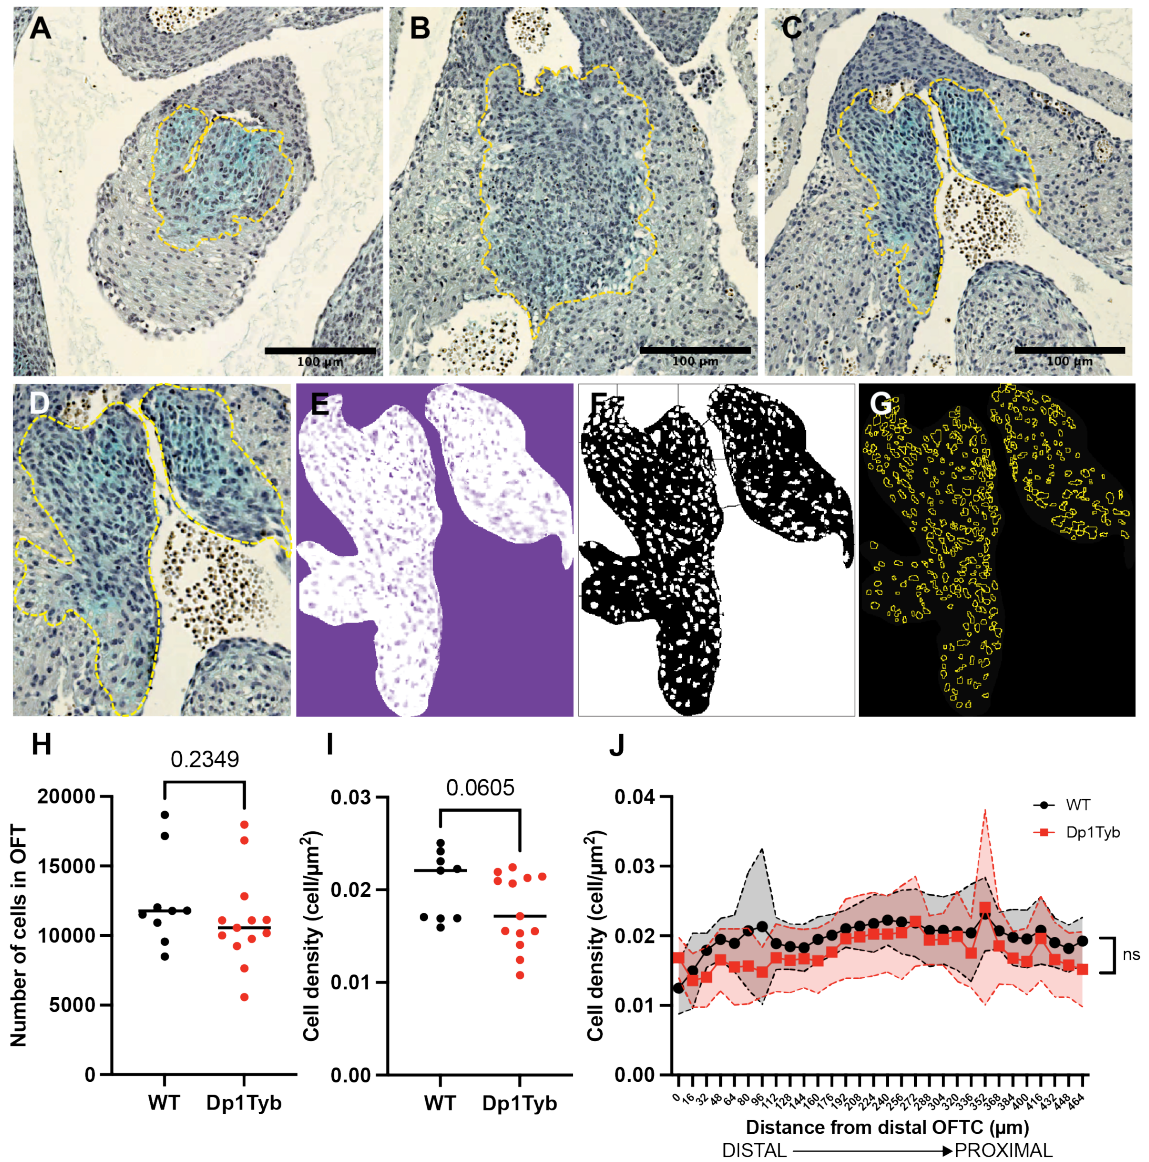 A
B
C
100 µm
100 µm
100 µm
D
E
F
G
H
I
J
0.2349
20000
15000
10000
5000
0
Number of cells in OFT
WT
Dp1Tyb
0.0605
0.03
0.02
0.01
0.00
Cell density (cell/µm²)
WT
Dp1Tyb
0.04
0.03
0.02
0.01
0.00
Cell density (cell/µm²)
WT
Dp1Tyb
ns
0 16 32 48 64 80 96 112 128 144 160 176 192 208 224 240 256 272 288 304 320 336 352 368 384 400 416 432 448 464
Distance from distal OFTC (µm)
DISTAL
PROXIMAL